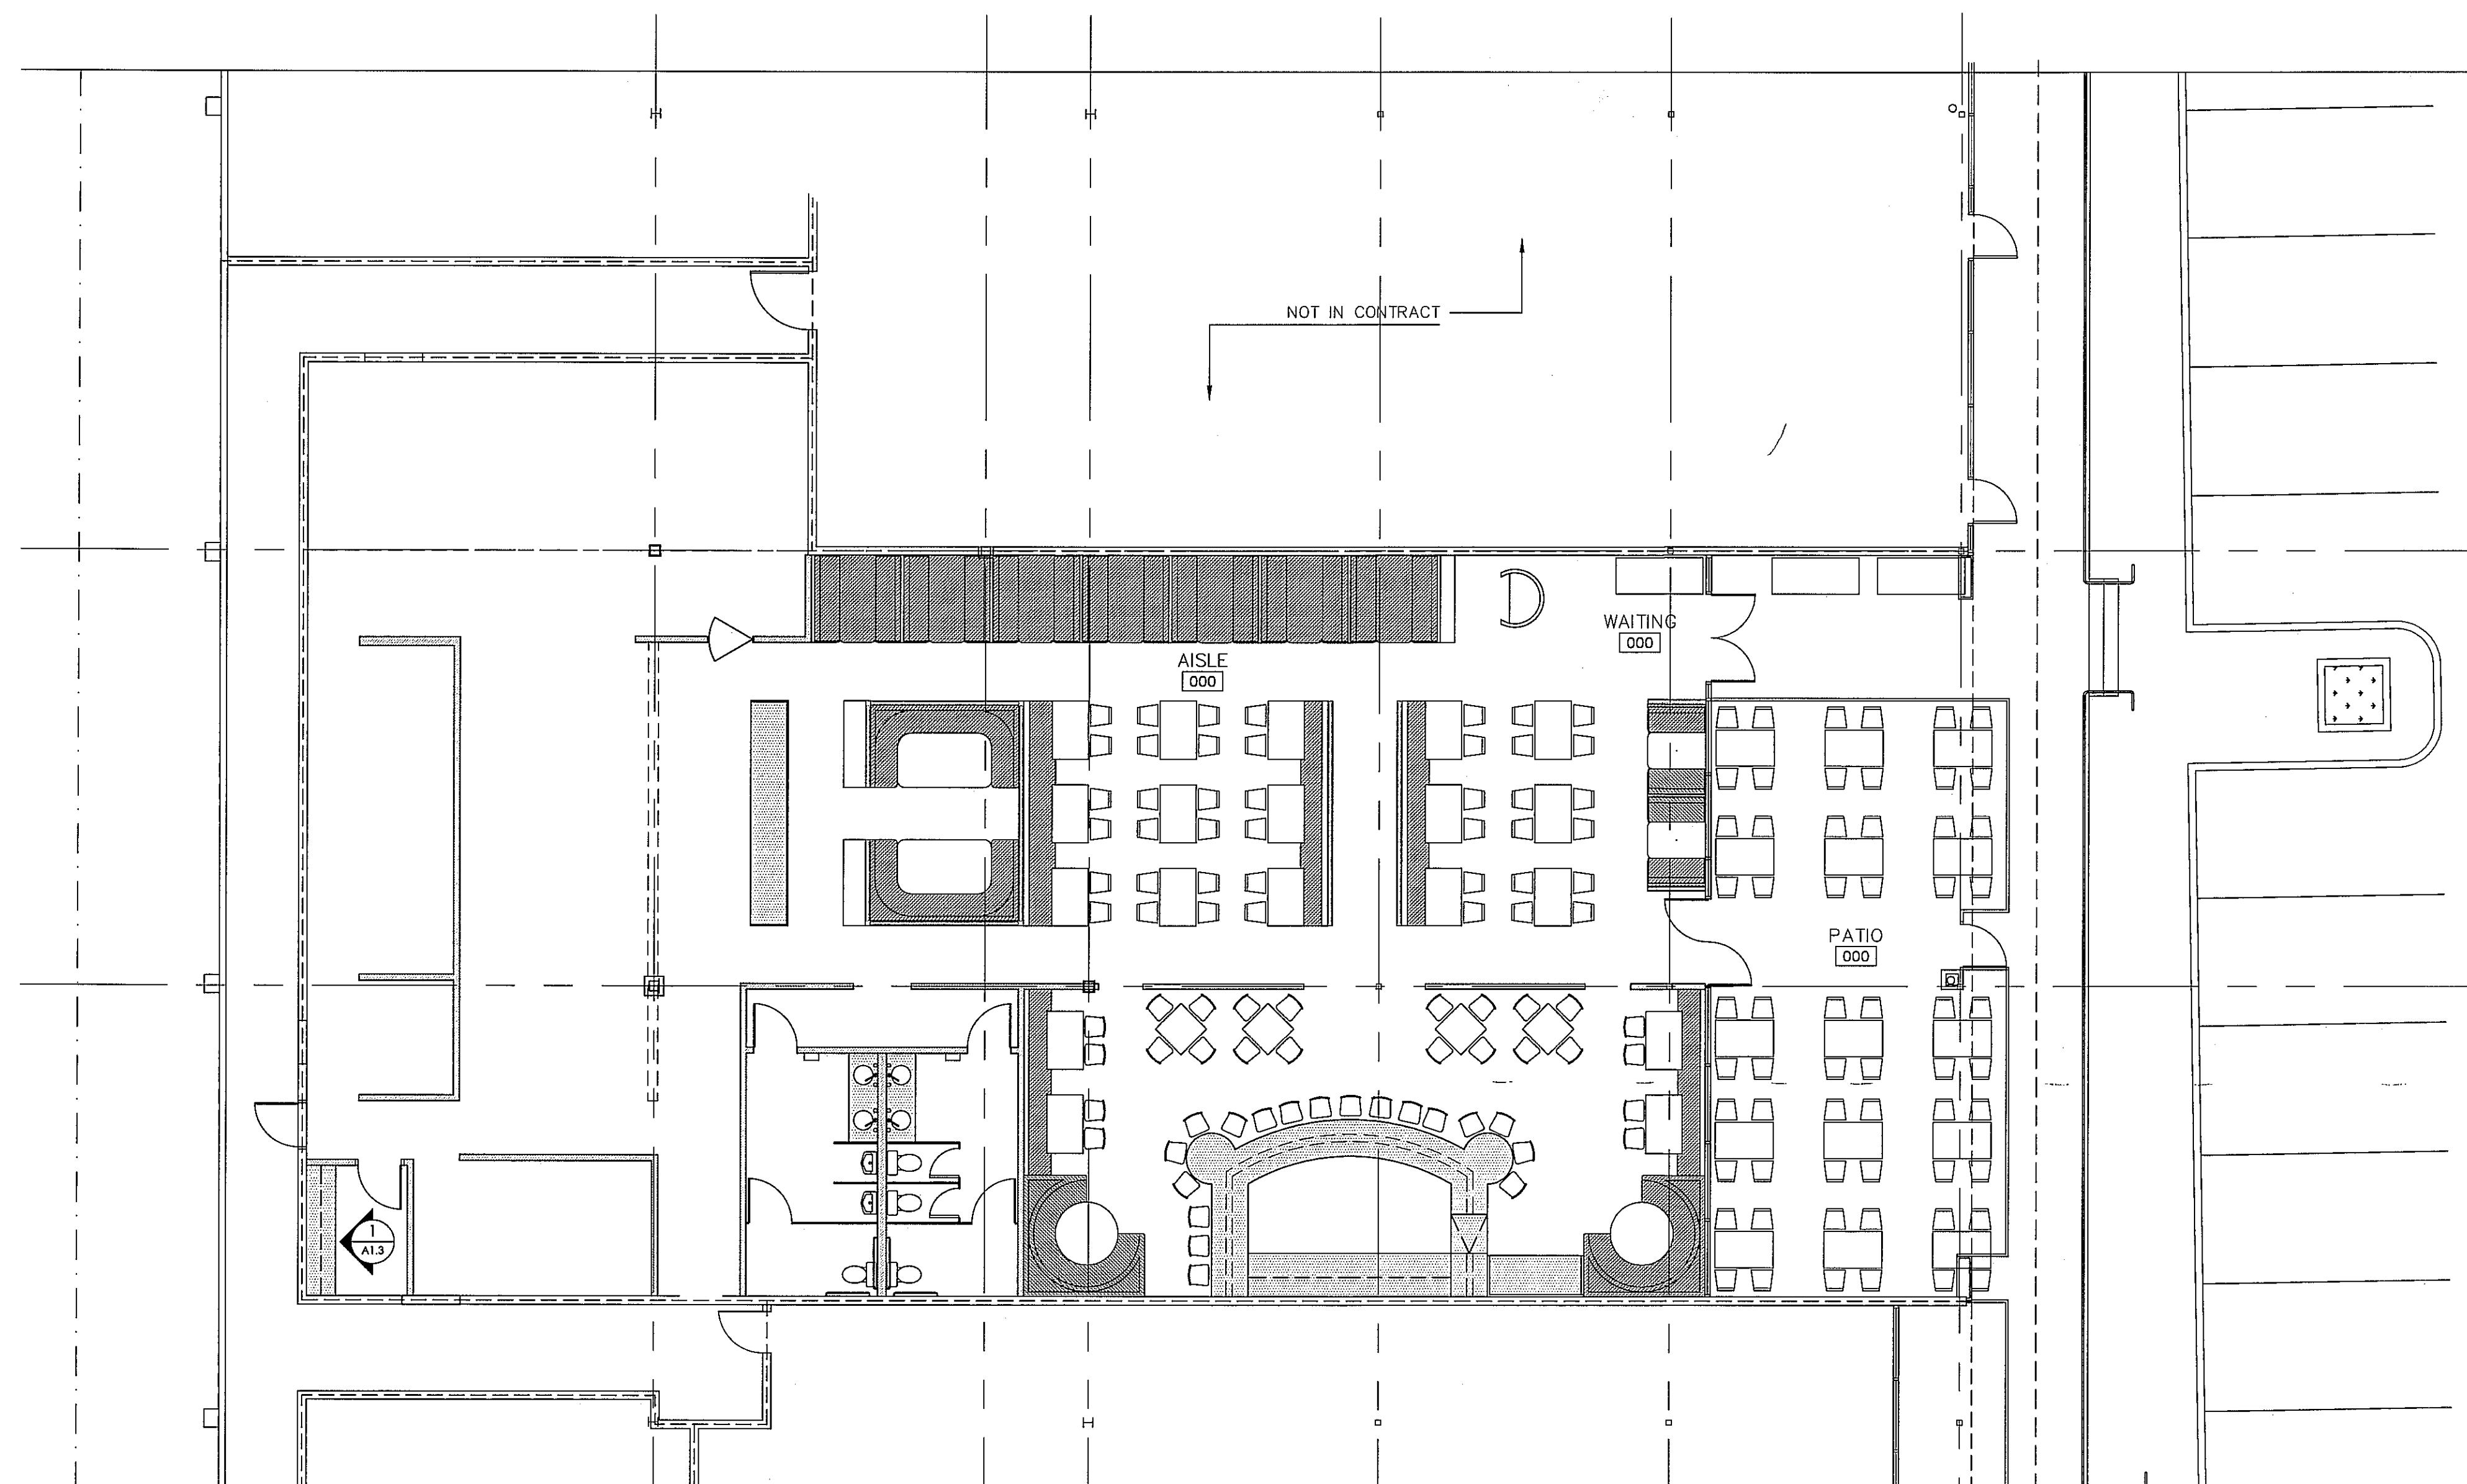 NOT IN CONTRACT
WAITING
000
AISLE
000
PATIO
000
1
A1.3